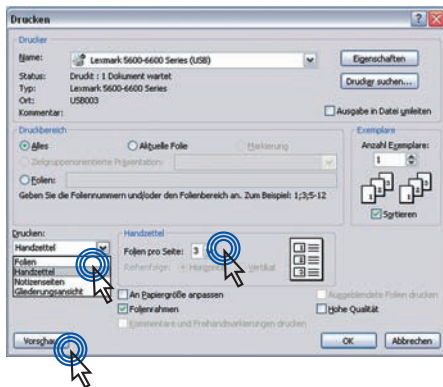 Drucken
Drucker
Name: Lexmark 5600-6600 Series (USB)
Eigenschaften
Status: Druckt : 1 Dokument wartet
Typ: Lexmark 5600-6600 Series
Drucker suchen...
Ort: USB003
Kommentar:
Ausgabe in Datei umleiten
Druckbereich
Exemplare
Alles Aktuelle Folie Markierung
Anzahl Exemplare:
Zielgruppenorientierte Präsentation:
1
Folien:
Geben Sie die Foliennummern und/oder den Folienbereich an. Zum Beispiel: 1;3;5-12
Sortieren
Drucken:
Handzettel
Handzettel
Folien pro Seite: 3
Folien
Handzettel
Reihenfolge: Vertikal
Notizenseiten
Gliederungsansicht
An Papiergröße anpassen
Ausgeblendete Folien drucken
Folienrahmen
Hohe Qualität
Kommentare und Freihandmarkierungen drucken
OK
Abbrechen